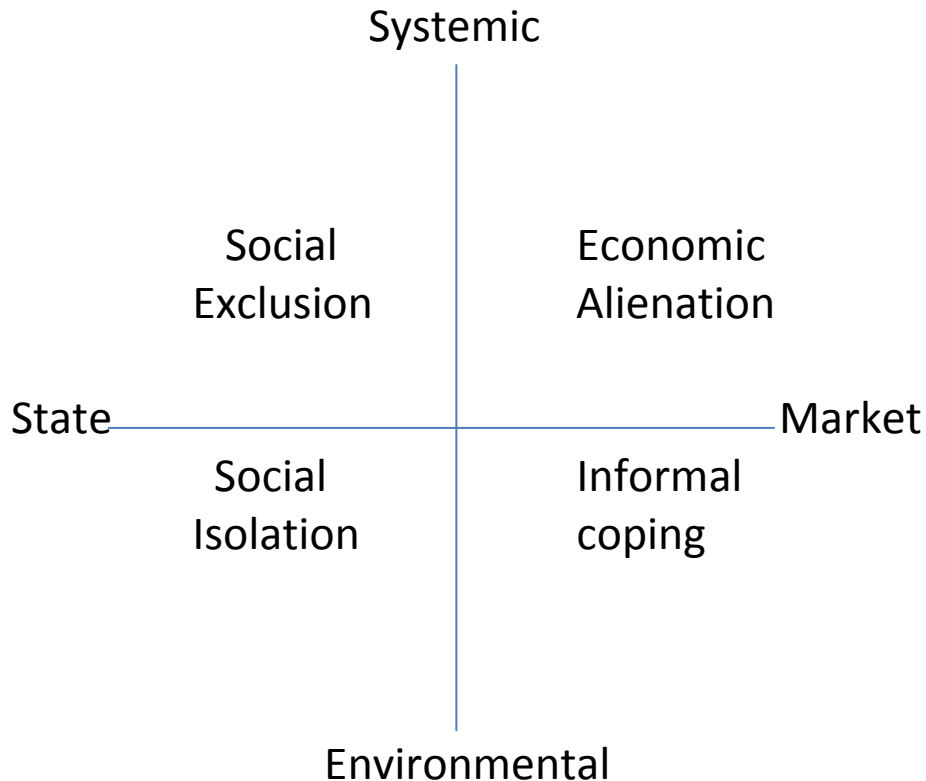 Systemic
Social
Exclusion
Economic
Alienation
State
Market
Social
Isolation
Informal
coping
Environmental